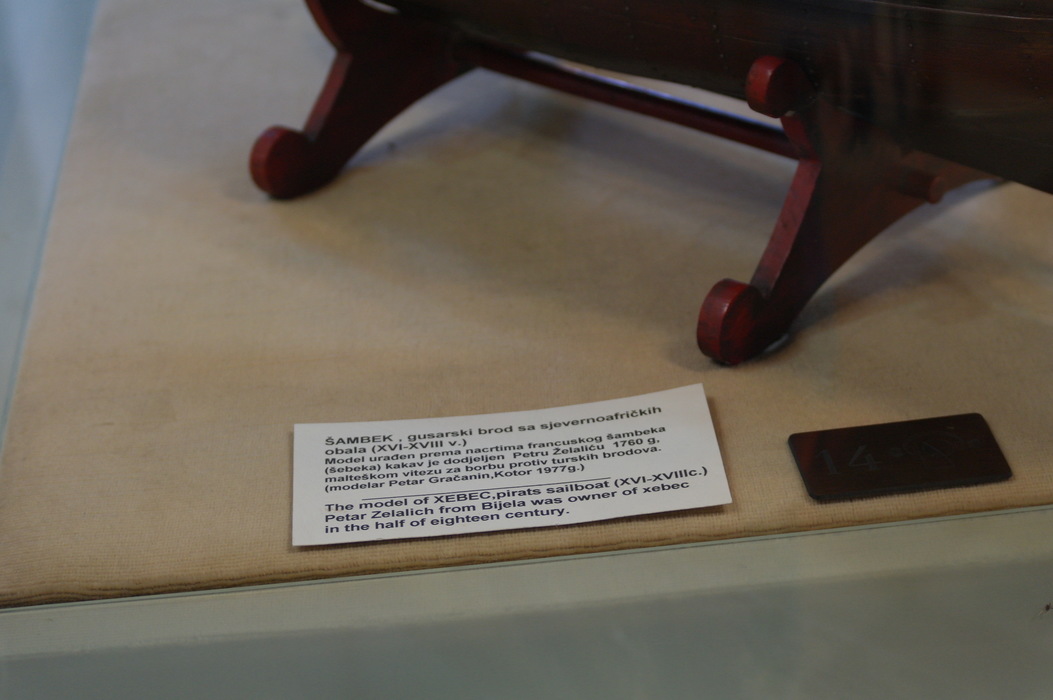 ŠAMBEK , gusarski brod sa sjevernoafričkih
obala (XVI-XVIII v.)
Model urađen prema nacrtima francuskog šambeka
(šebeka) kakav je dodjeljen Petru Želaliću 1760 g,
malteškom vitezu za borbu protiv turskih brodova.
(modelar Petar Gračanin,Kotor 1977g.)
The model of XEBEC,pirats sailboat (XVI-XVIIIc.)
Petar Zelalich from Bijela was owner of xebec
in the half of eighteen century.
14